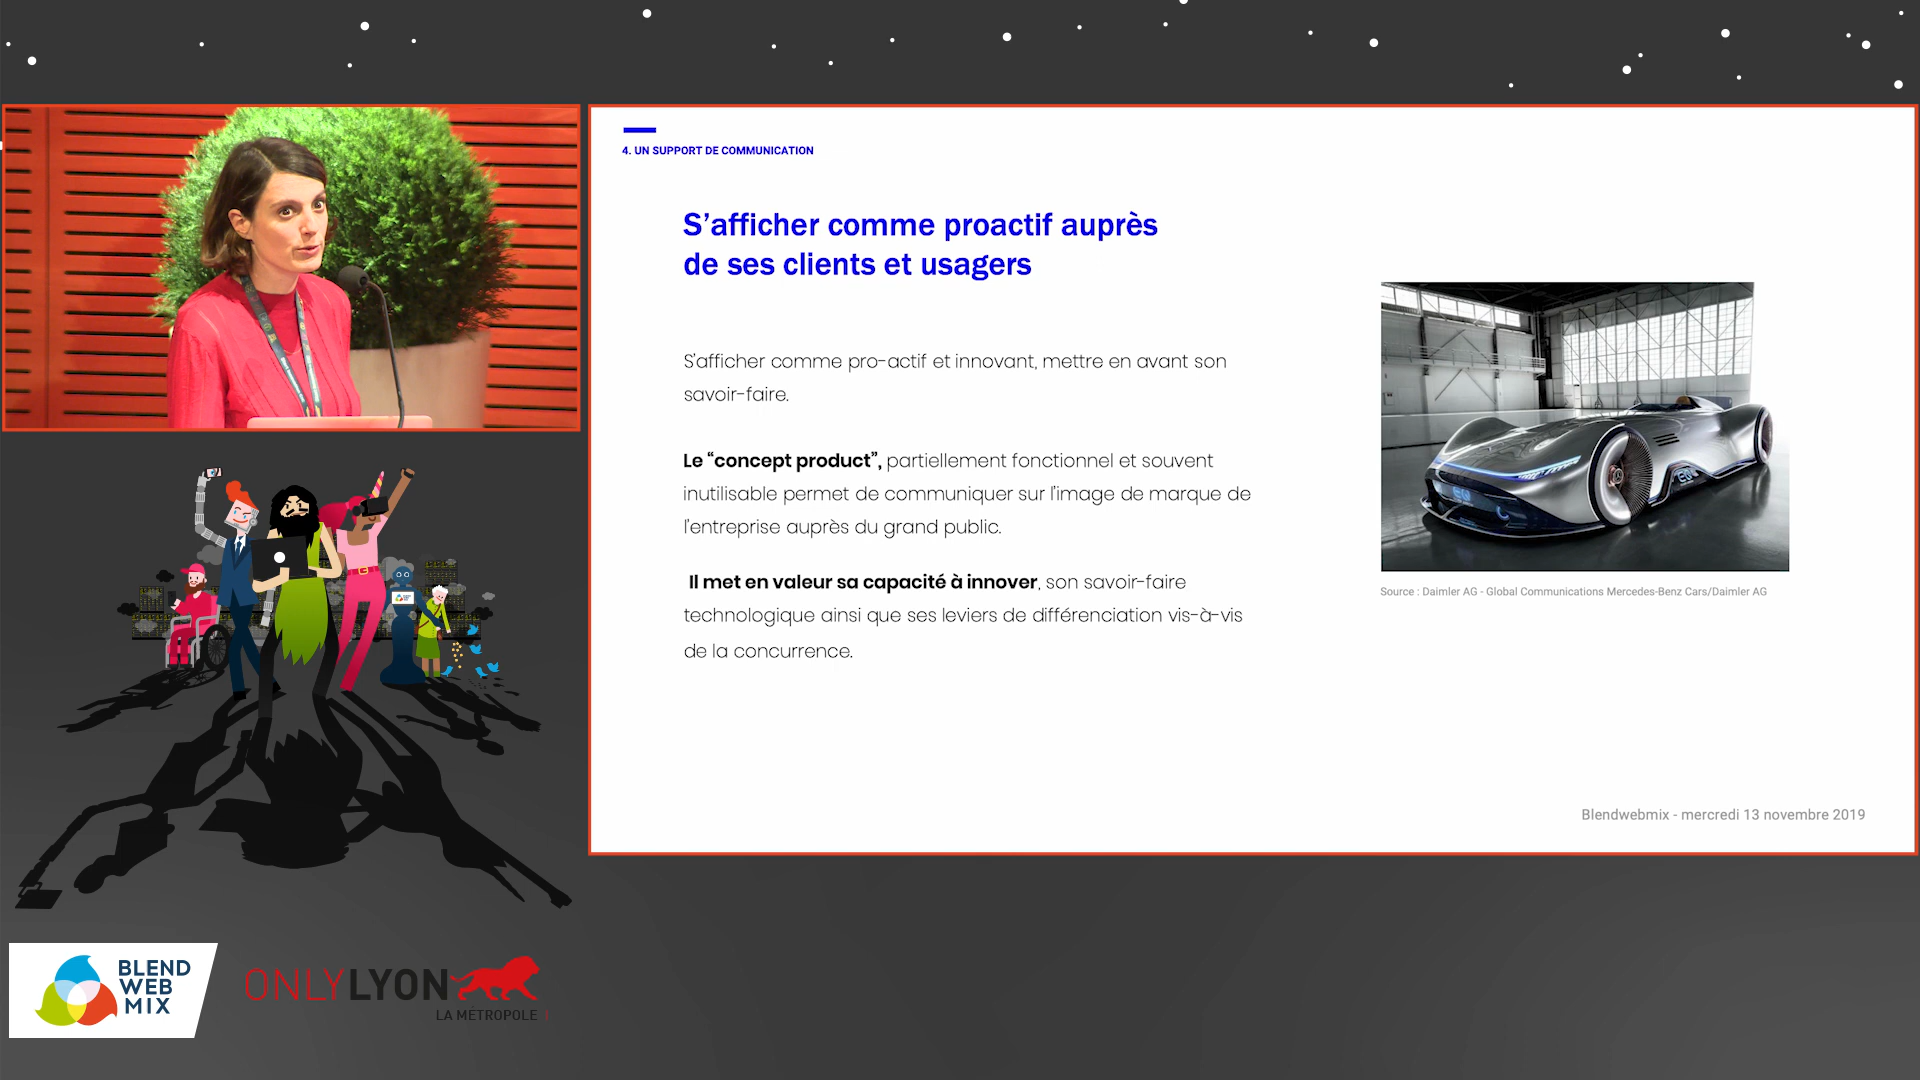 4. UN SUPPORT DE COMMUNICATION
S’afficher comme proactif auprès
de ses clients et usagers
S’afficher comme pro-actif et innovant, mettre en avant son
savoir-faire.
Le “concept product”, partiellement fonctionnel et souvent
inutilisable permet de communiquer sur l’image de marque de
l’entreprise auprès du grand public.
Il met en valeur sa capacité à innover, son savoir-faire
technologique ainsi que ses leviers de différenciation vis-à-vis
de la concurrence.
EQ
EQ
Source : Daimler AG - Global Communications Mercedes-Benz Cars/Daimler AG
Blendwebmix - mercredi 13 novembre 2019
BLEND
WEB
MIX
ONLYLYON
LA MÉTROPOLE